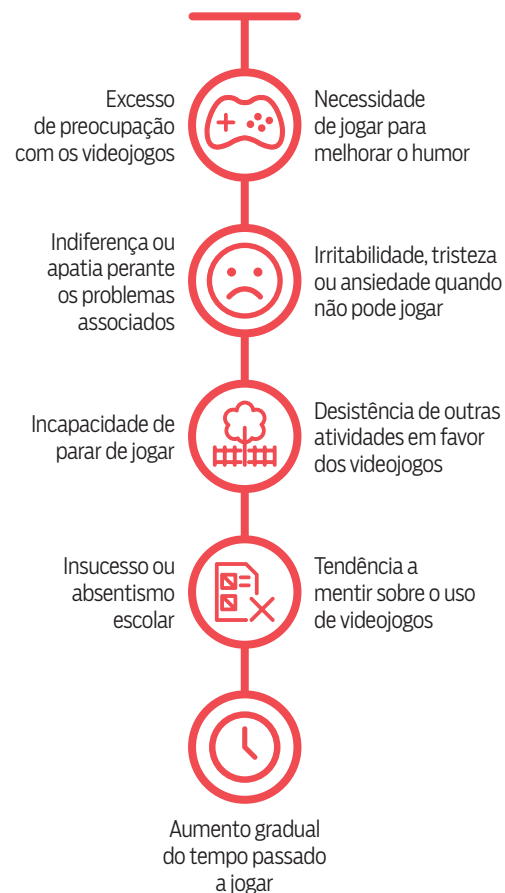 Excesso
de preocupação
com os videojogos
Necessidade
de jogar para
melhorar o humor
Indiferença ou
apatia perante
os problemas
associados
Irritabilidade, tristeza
ou ansiedade quando
não pode jogar
Incapacidade de
parar de jogar
Desistência de outras
atividades em favor
dos videojogos
Insucesso ou
absentismo
escolar
Tendência a
mentir sobre o uso
de videojogos
Aumento gradual
do tempo passado
a jogar